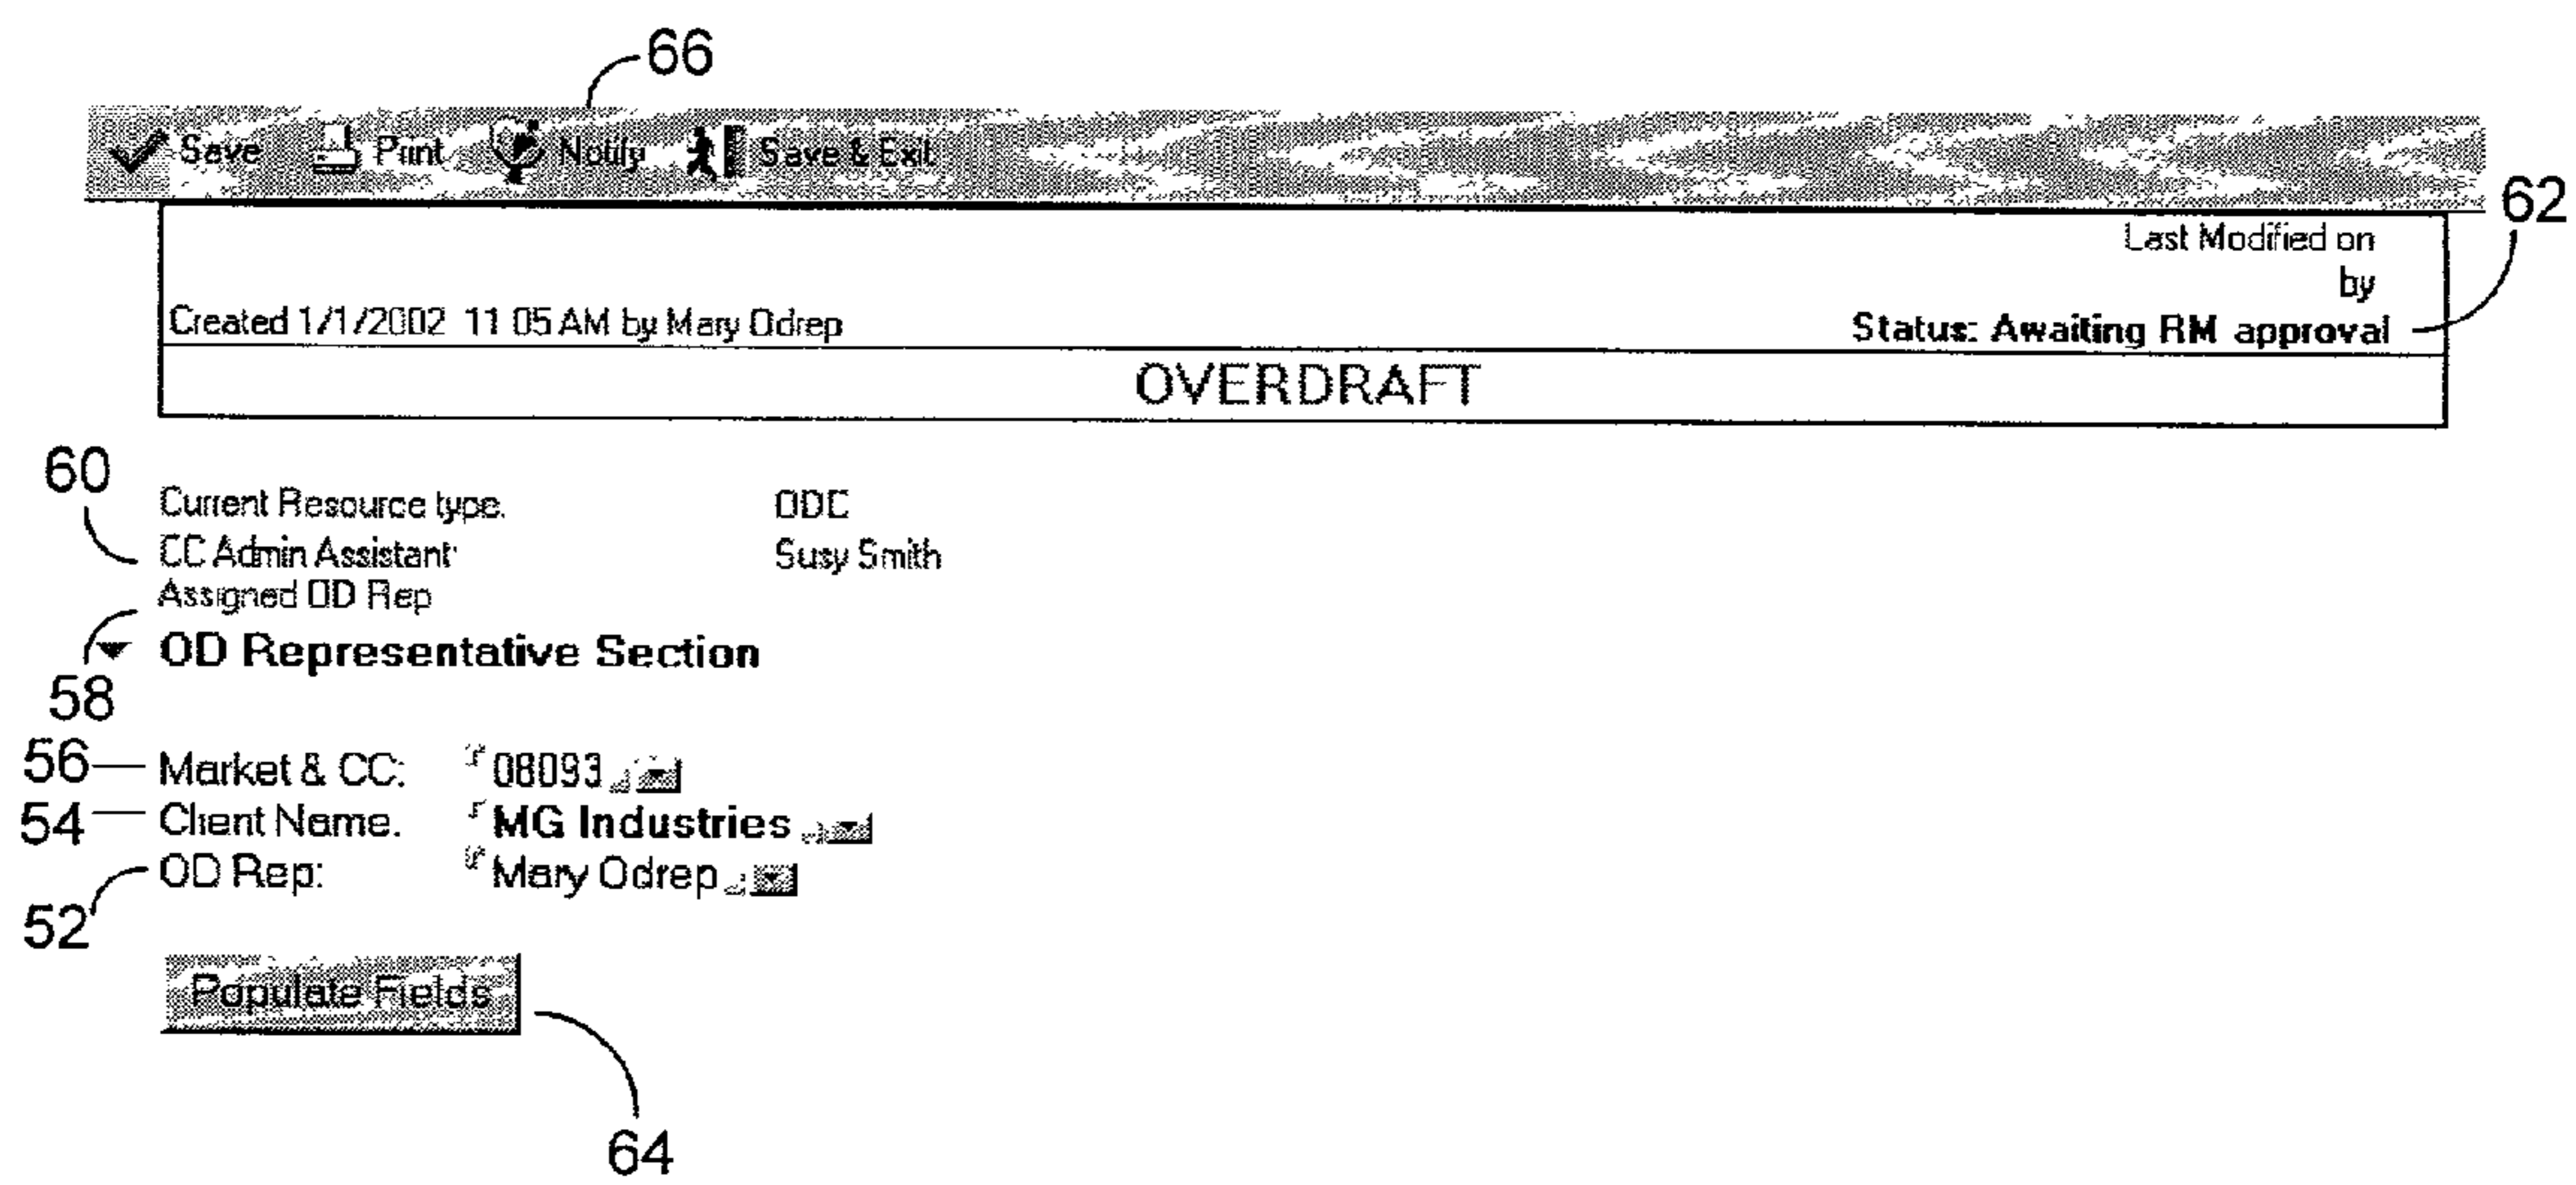 66
Save Print Notify Save & Exit
62
Last Modified on
by
Created 1/1/2002 11 05 AM by Mary Odrep Status: Awaiting RM approval
OVERDRAFT
60
Current Resource type. ODC
CC Admin Assistant: Susy Smith
Assigned OD Rep
OD Representative Section
58
56 Market & CC: 08093
54 Client Name. MG Industries
OD Rep: Mary Odrep
52
Populate Fields
64